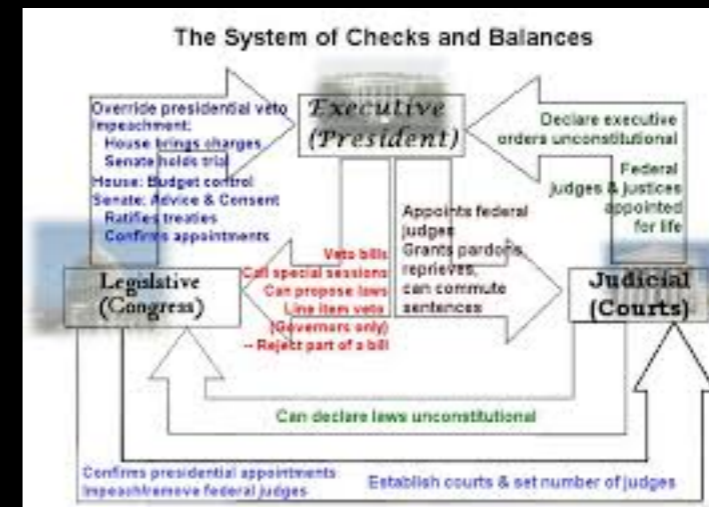 The System of Checks and Balances
Override presidential veto
Impeachment:
House brings charges
Senate holds trial
House: Budget control
Senate: Advice & Consent
Ratifies treaties
Confirms appointments
Executive
(President)
Declare executive
orders unconstitutional
Federal
judges & justices
appointed
for life
Appoints federal
judges
Grants pardons,
reprieves,
can commute
sentences
Veto bills
Call special sessions
Can propose laws
Line item veto
(Governors only)
-- Reject part of a bill
Legislative
(Congress)
Judicial
(Courts)
Can declare laws unconstitutional
Confirms presidential appointments
Impeach/remove federal judges
Establish courts & set number of judges